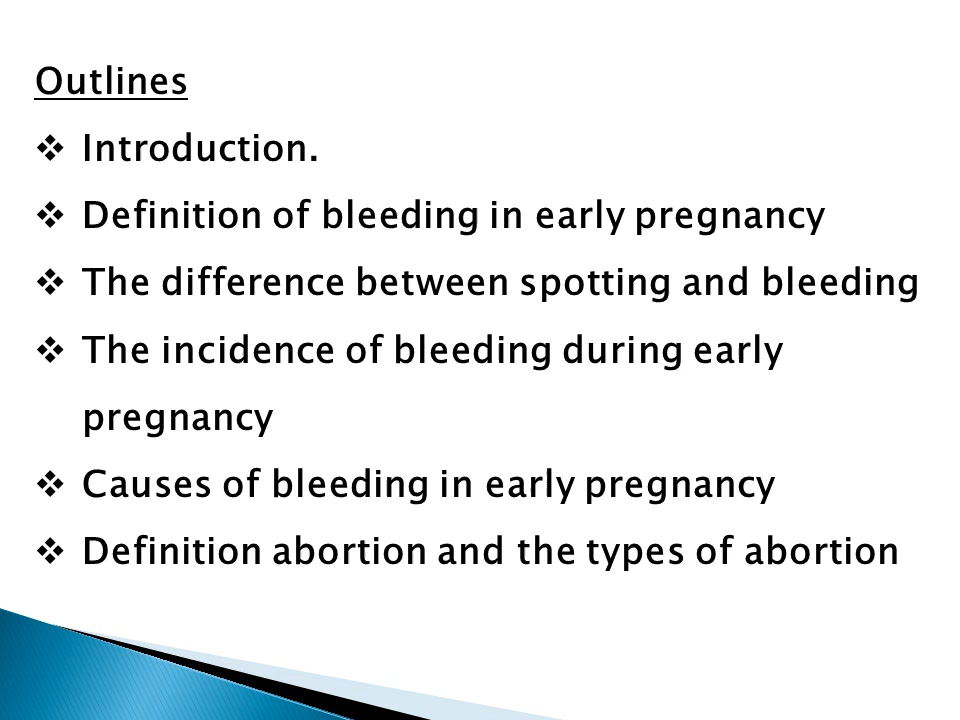 Outlines
❖ Introduction.
❖ Definition of bleeding in early pregnancy
❖ The difference between spotting and bleeding
❖ The incidence of bleeding during early
pregnancy
❖ Causes of bleeding in early pregnancy
❖ Definition abortion and the types of abortion